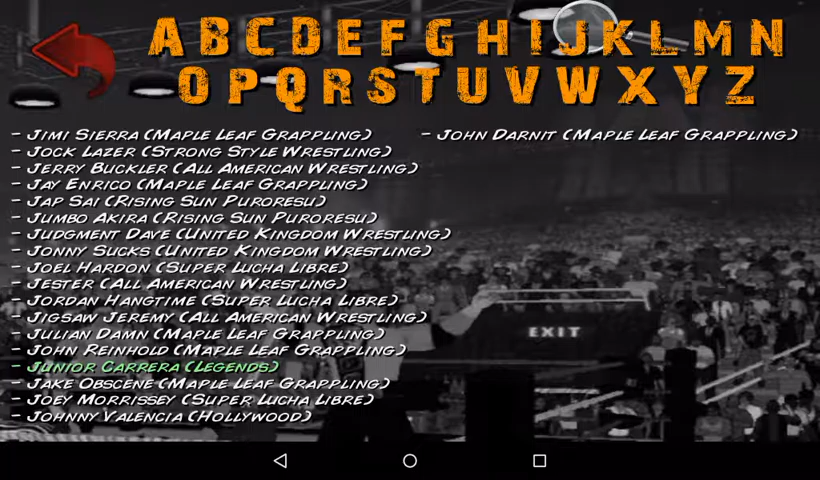 A B C D E F G H I J K L M N
O P Q R S T U V W X Y Z
- JIMI SIERRA (MAPLE LEAF GRAPPLING)
- JOCK LAZER (STRONG STYLE WRESTLING)
- JERRY BUCKLER (ALL AMERICAN WRESTLING)
- JAY ENRICO (MAPLE LEAF GRAPPLING)
- JAP SAI (RISING SUN PURORESU)
- JUMBO AKIRA (RISING SUN PURORESU)
- JUDGMENT DAVE (UNITED KINGDOM WRESTLING)
- JONNY SUCKS (UNITED KINGDOM WRESTLING)
- JOEL HARDON (SUPER LUCHA LIBRE)
- JESTER (ALL AMERICAN WRESTLING)
- JORDAN HANGTIME (SUPER LUCHA LIBRE)
- JIGSAW JEREMY (ALL AMERICAN WRESTLING)
- JULIAN DAMN (MAPLE LEAF GRAPPLING)
- JOHN REINHOLD (MAPLE LEAF GRAPPLING)
- JUNIOR CARRERA (LEGENDS)
- JAKE OBSCENE (MAPLE LEAF GRAPPLING)
- JOEY MORRISSEY (SUPER LUCHA LIBRE)
- JOHNNY VALENCIA (HOLLYWOOD)
- JOHN DARNIT (MAPLE LEAF GRAPPLING)
EXIT